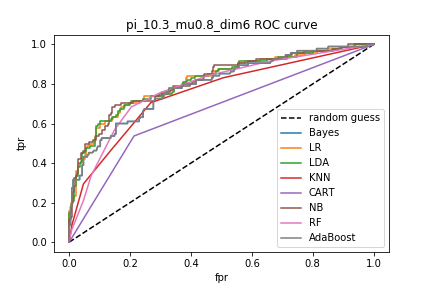 pi_10.3_mu0.8_dim6 ROC curve
tpr
1.0
0.8
0.6
0.4
0.2
0.0
random guess
Bayes
LR
LDA
KNN
CART
NB
RF
AdaBoost
0.0 0.2 0.4 0.6 0.8 1.0
fpr